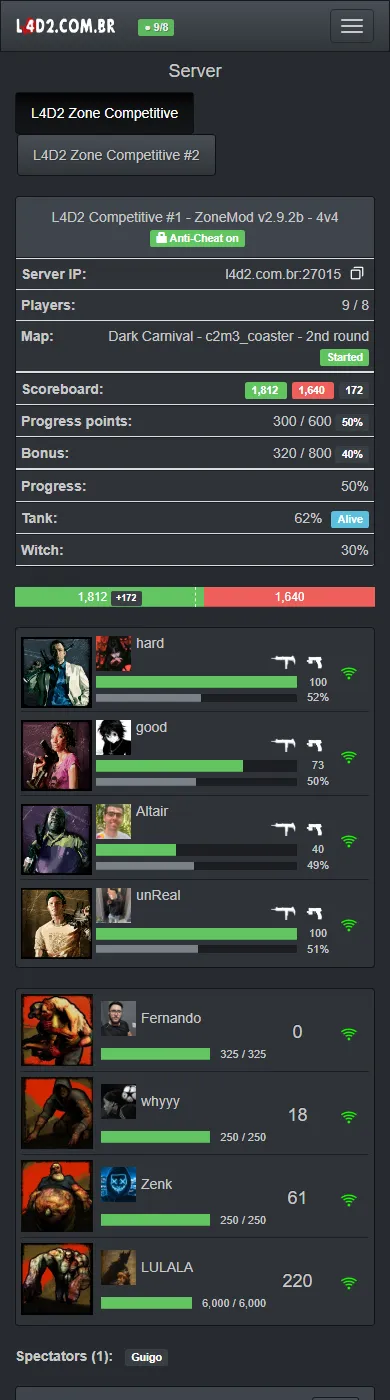 L4D2.COM.BR
● 9/8
Server
L4D2 Zone Competitive
L4D2 Zone Competitive #2
L4D2 Competitive #1 - ZoneMod v2.9.2b - 4v4
Anti-Cheat on
Server IP: l4d2.com.br:27015
Players: 9 / 8
Map: Dark Carnival - c2m3_coaster - 2nd round
Started
Scoreboard: 1,812 1,640 172
Progress points: 300 / 600 50%
Bonus: 320 / 800 40%
Progress: 50%
Tank: 62% Alive
Witch: 30%
1,812 +172 1,640
hard
100
52%
good
73
50%
Altair
40
49%
unReal
100
51%
Fernando 0
325 / 325
whyyy 18
250 / 250
Zenk 61
250 / 250
LULALA 220
6,000 / 6,000
Spectators (1): Guigo